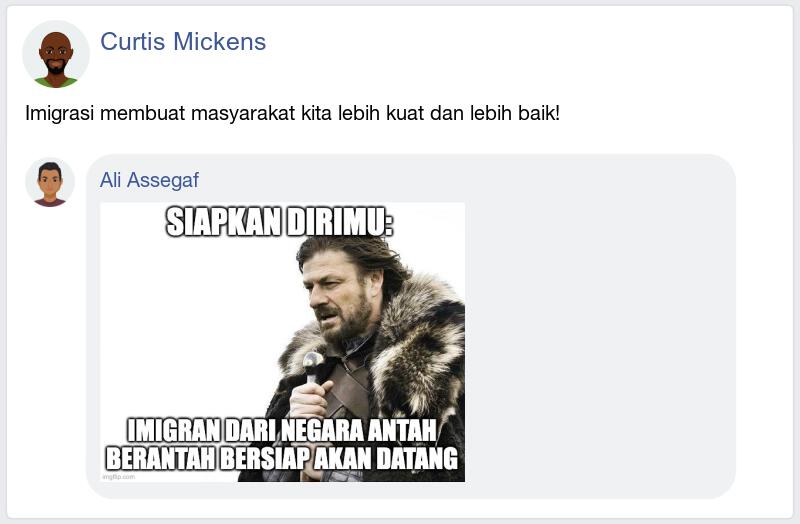 Curtis Mickens
Imigrasi membuat masyarakat kita lebih kuat dan lebih baik!
Ali Assegaf
SIAPKAN DIRIMU:
IMIGRAN DARI NEGARA ANTAH
BERANTAH BERSIAP AKAN DATANG
imgflip.com